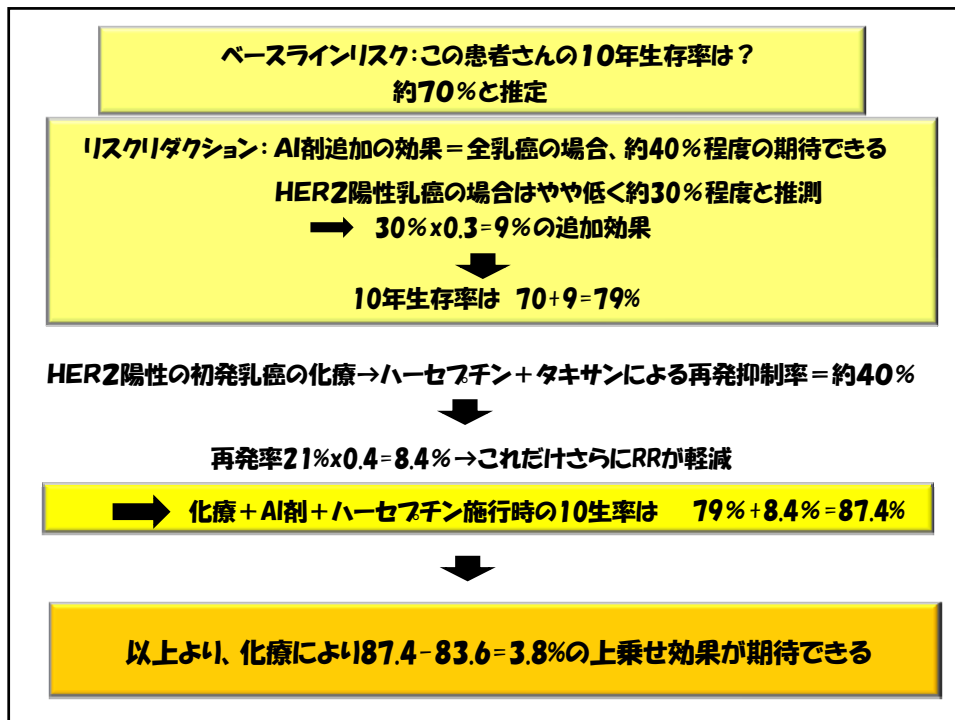 ベースラインリスク:この患者さんの10年生存率は?
約70%と推定
リスクリダクション: AI剤追加の効果=全乳癌の場合、約40%程度の期待できる
HER2陽性乳癌の場合はやや低く約30%程度と推測
30%x0.3=9%の追加効果
10年生存率は 70+9=79%
HER2陽性の初発乳癌の化療→ハーセプチン+タキサンによる再発抑制率=約40%
再発率21%x0.4=8.4%→これだけさらにRRが軽減
化療+AI剤+ハーセプチン施行時の10生率は 79%+8.4%=87.4%
以上より、化療により87.4-83.6=3.8%の上乗せ効果が期待できる